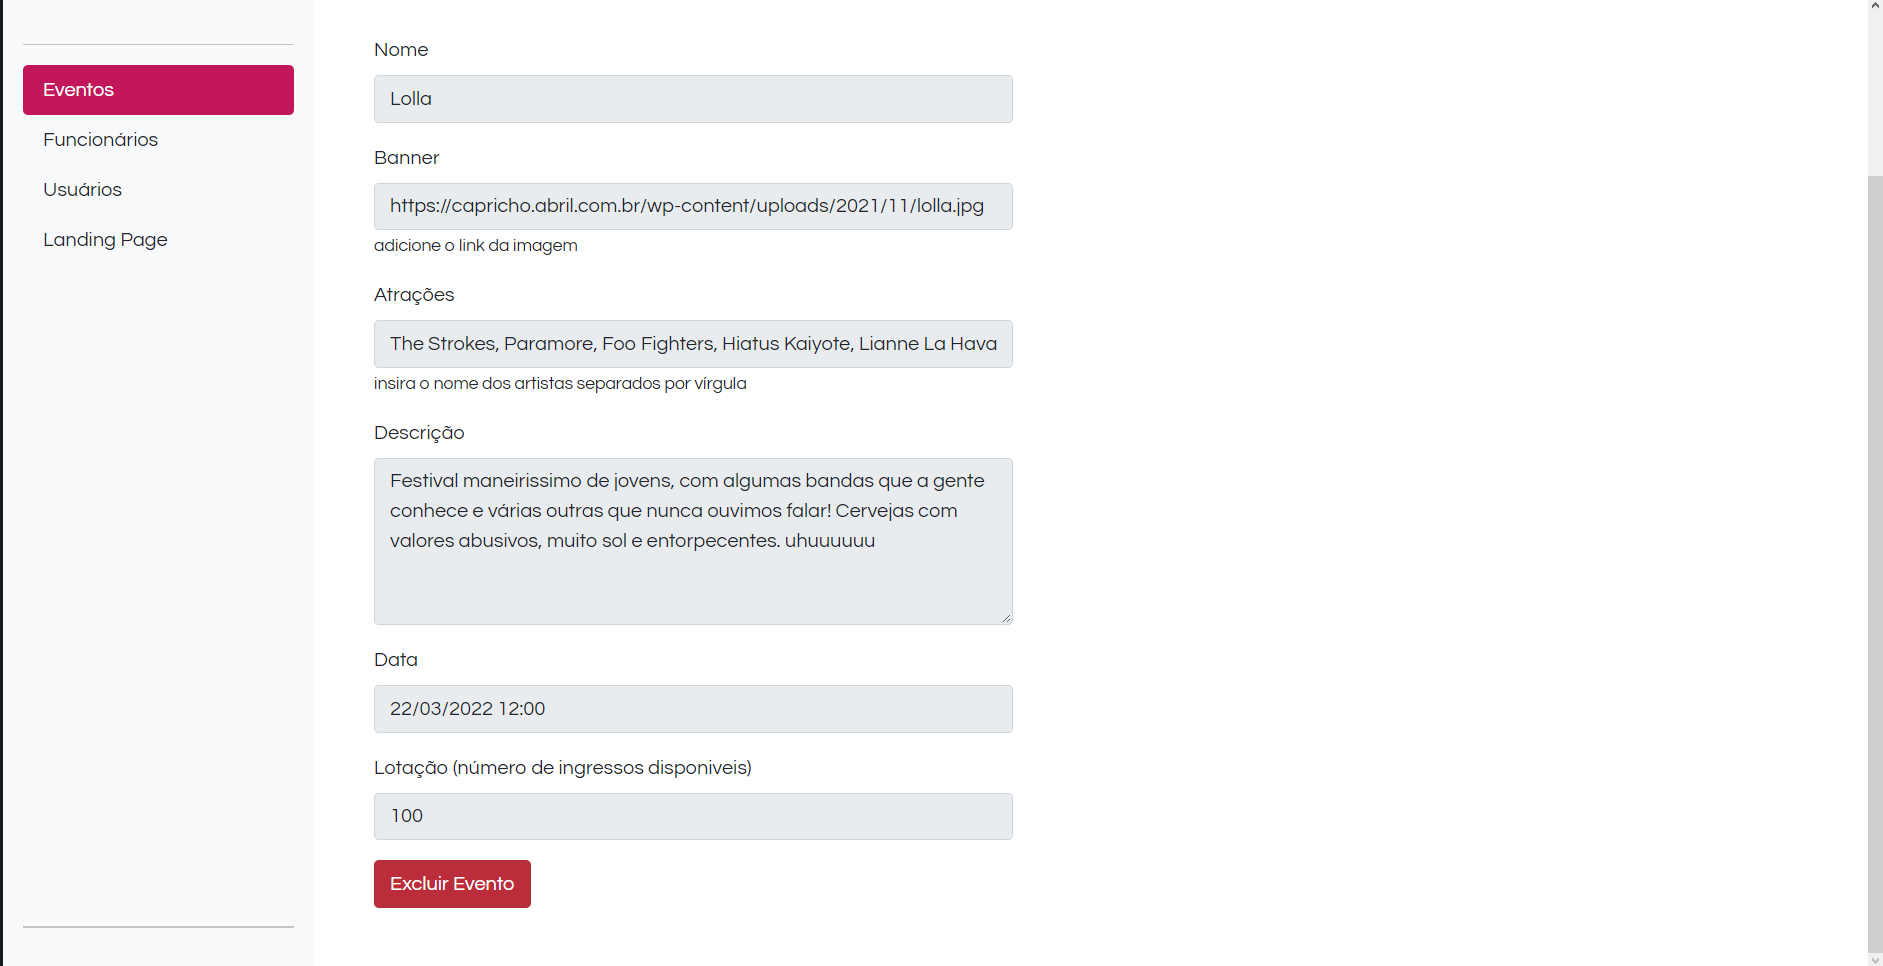 Eventos
Funcionários
Usuários
Landing Page
Nome
Lolla
Banner
https://capricho.abril.com.br/wp-content/uploads/2021/11/lolla.jpg
adicione o link da imagem
Atrações
The Strokes, Paramore, Foo Fighters, Hiatus Kaiyote, Lianne La Hava
insira o nome dos artistas separados por vírgula
Descrição
Festival maneirissimo de jovens, com algumas bandas que a gente
conhece e várias outras que nunca ouvimos falar! Cervejas com
valores abusivos, muito sol e entorpecentes. uhuuuuuu
Data
22/03/2022 12:00
Lotação (número de ingressos disponiveis)
100
Excluir Evento